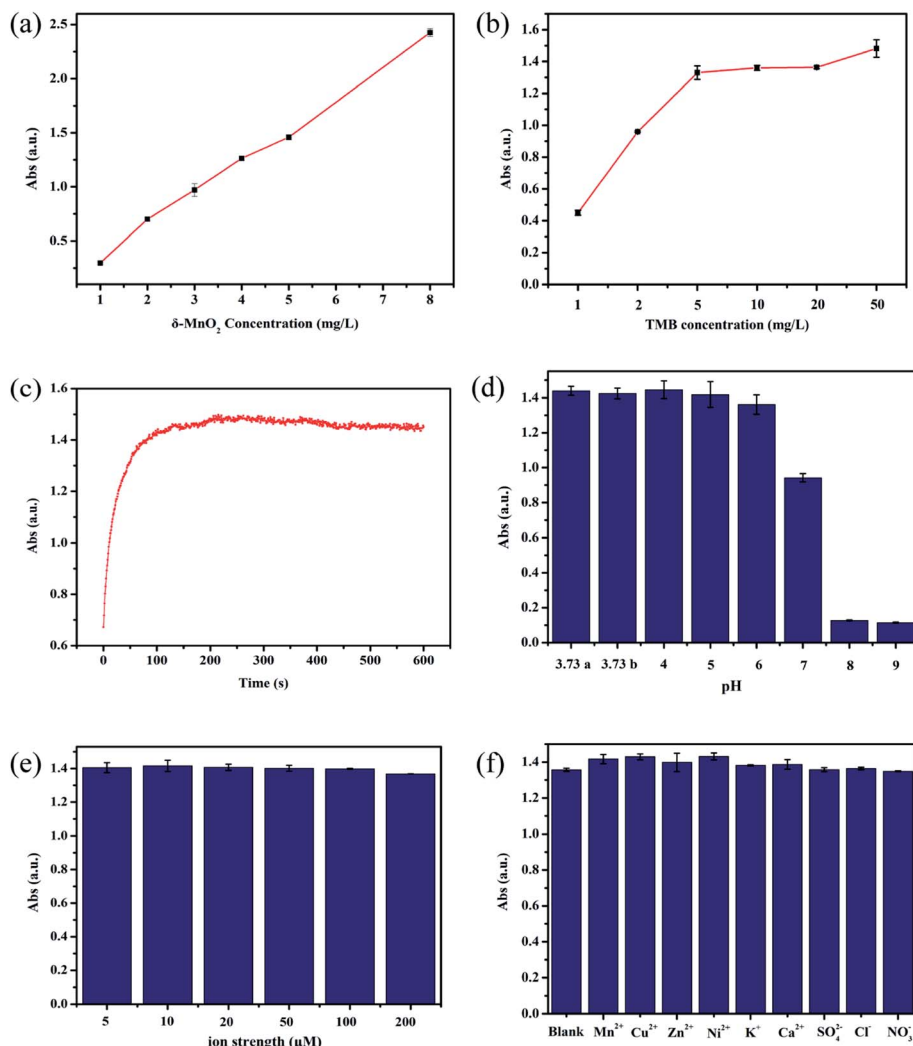 (a)
2.5
2.0
1.5
1.0
0.5
Abs (a.u.)
1 2 3 4 5 6 7 8
δ-MnO₂ Concentration (mg/L)
(b)
1.6
1.4
1.2
1.0
0.8
0.6
0.4
0.2
0.0
Abs (a.u.)
1 2 5 10 20 50
TMB concentration (mg/L)
(c)
1.6
1.4
1.2
1.0
0.8
0.6
Abs (a.u.)
0 100 200 300 400 500 600
Time (s)
(d)
1.4
1.2
1.0
0.8
0.6
0.4
0.2
0.0
Abs (a.u.)
3.73 a 3.73 b 4 5 6 7 8 9
pH
(e)
1.4
1.2
1.0
0.8
0.6
0.4
0.2
0.0
Abs (a.u.)
5 10 20 50 100 200
ion strength (μM)
(f)
1.4
1.2
1.0
0.8
0.6
0.4
0.2
0.0
Abs (a.u.)
Blank Mn²⁺ Cu²⁺ Zn²⁺ Ni²⁺ K⁺ Ca²⁺ SO₄²⁻ Cl⁻ NO₃⁻